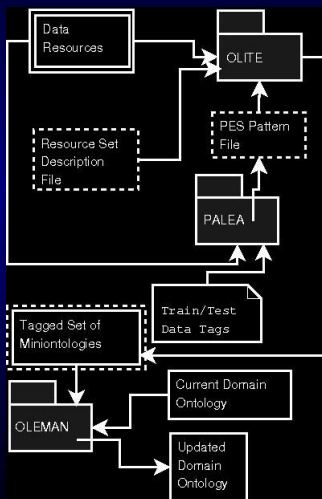 Data
Resources
OLITE
Resource Set
Description
File
PES Pattern
File
PALEA
Train/Test
Data Tags
Tagged Set of
Miniontologies
Current Domain
Ontology
OLEMAN
Updated
Domain
Ontology